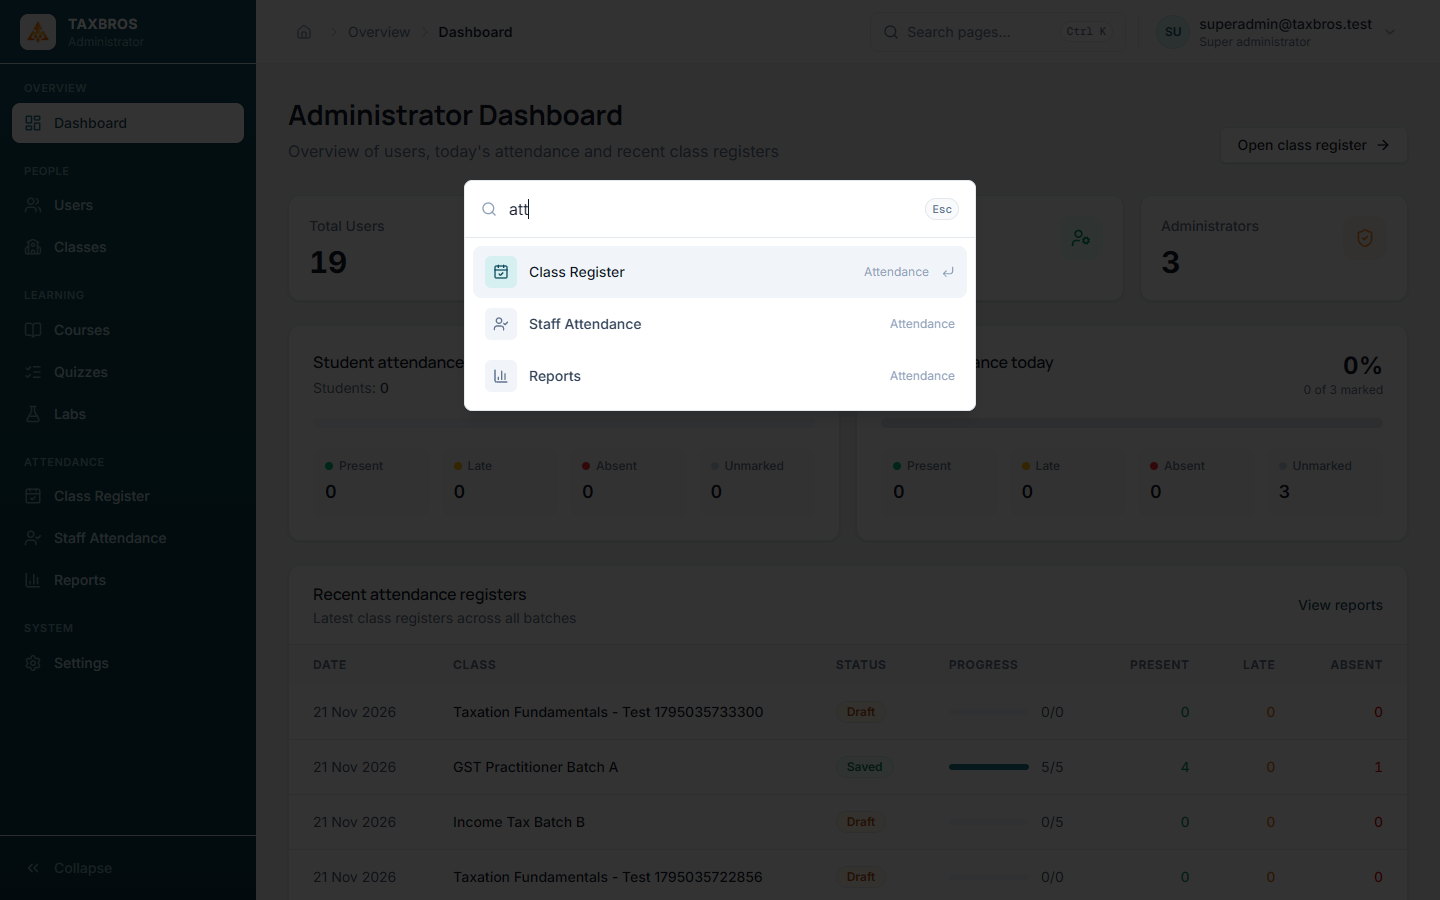 TAXBROS
Administrator
OVERVIEW
Dashboard
PEOPLE
Users
Classes
LEARNING
Courses
Quizzes
Labs
ATTENDANCE
Class Register
Staff Attendance
Reports
SYSTEM
Settings
Collapse
Overview Dashboard
Search pages... Ctrl K
SU superadmin@taxbros.test
Super administrator
Administrator Dashboard
Overview of users, today's attendance and recent class registers
Open class register
att Esc
Class Register Attendance
Staff Attendance Attendance
Reports Attendance
Total Users
19
Administrators
3
Student attendance
Students: 0
Present Late Absent Unmarked
0 0 0 0
ance today 0%
0 of 3 marked
Present Late Absent Unmarked
0 0 0 3
Recent attendance registers
Latest class registers across all batches
View reports
DATE CLASS STATUS PROGRESS PRESENT LATE ABSENT
21 Nov 2026 Taxation Fundamentals - Test 1795035733300 Draft 0/0 0 0 0
21 Nov 2026 GST Practitioner Batch A Saved 5/5 4 0 1
21 Nov 2026 Income Tax Batch B Draft 0/5 0 0 0
21 Nov 2026 Taxation Fundamentals - Test 1795035722856 Draft 0/0 0 0 0